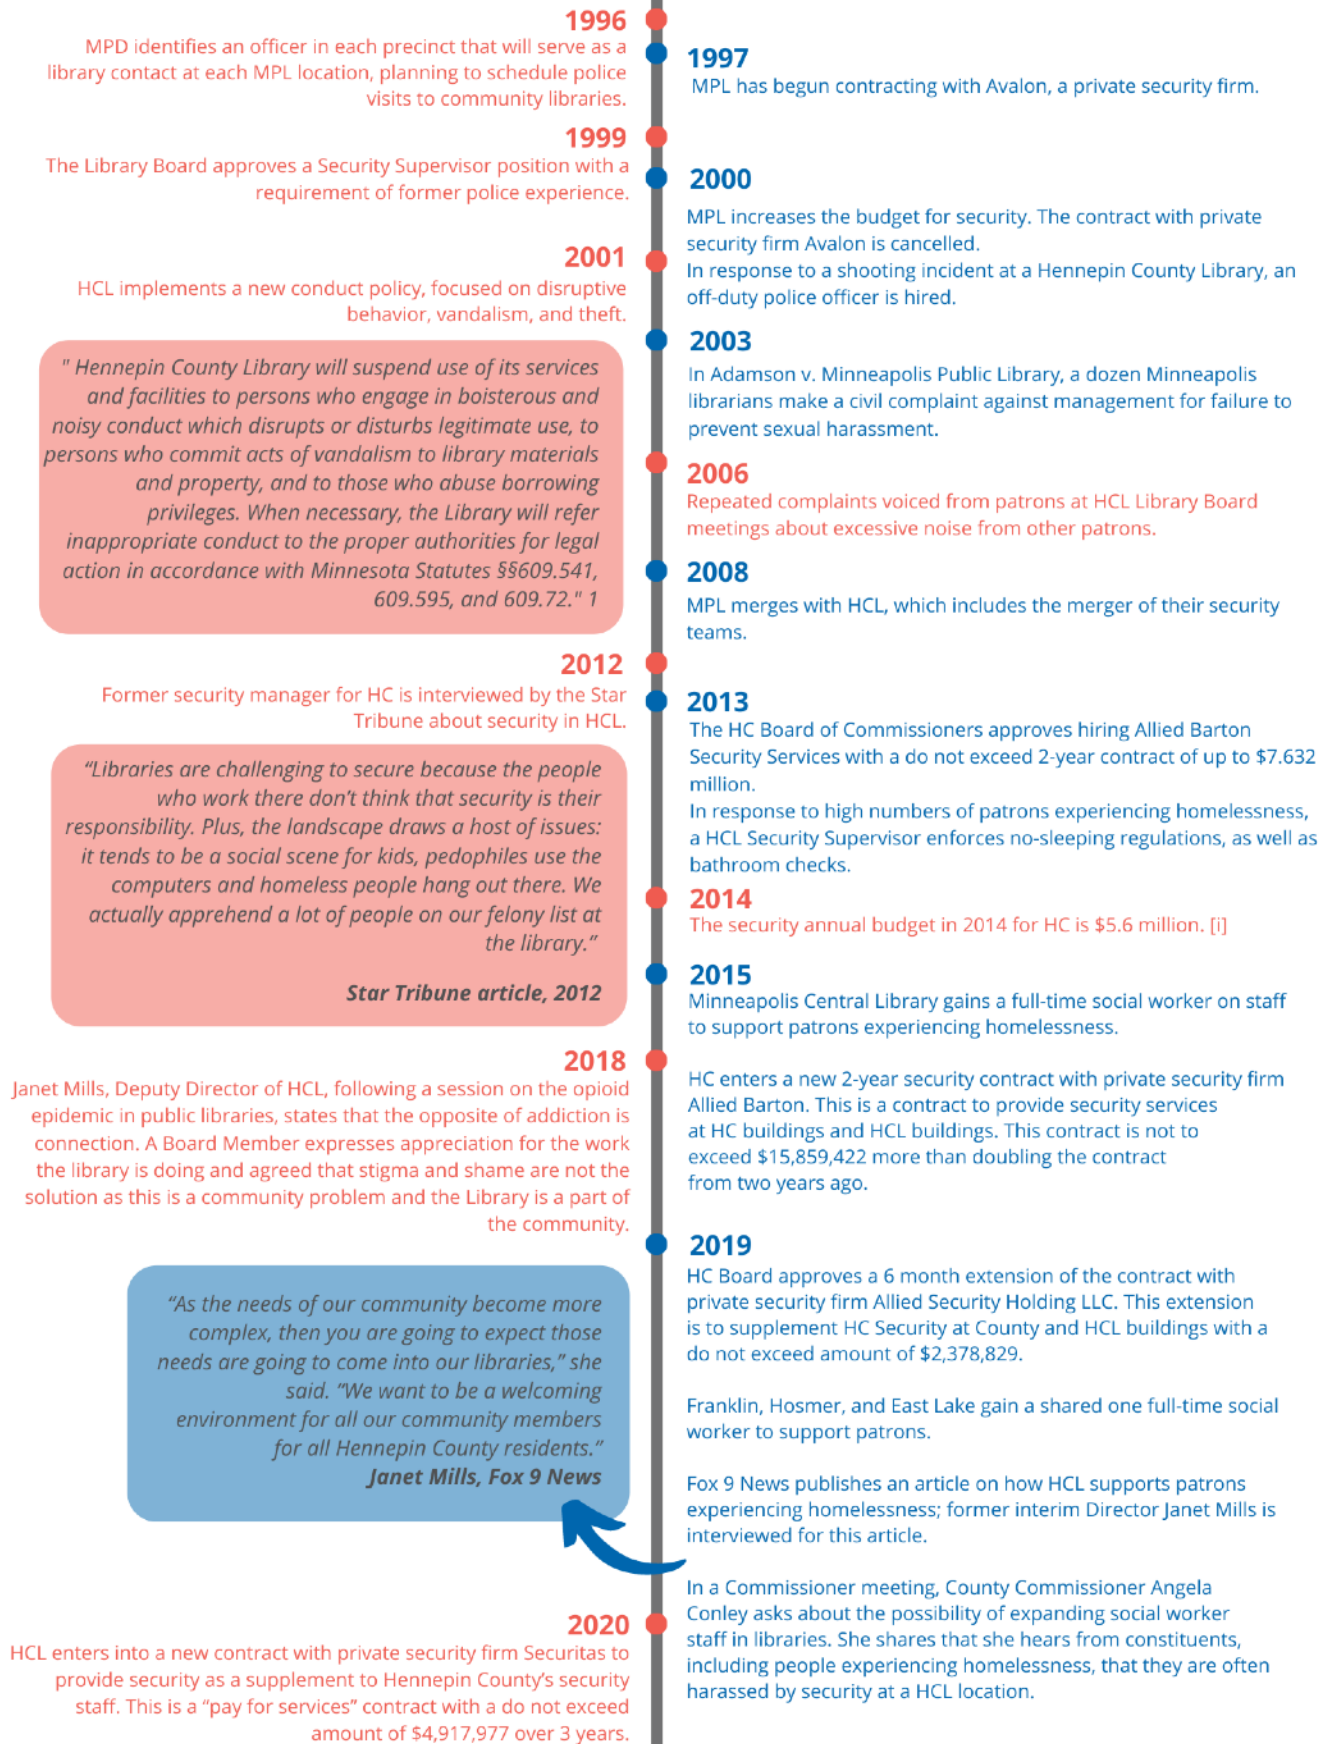 1996
MPD identifies an officer in each precinct that will serve as a
library contact at each MPL location, planning to schedule police
visits to community libraries.
1997
MPL has begun contracting with Avalon, a private security firm.
1999
The Library Board approves a Security Supervisor position with a
requirement of former police experience.
2000
MPL increases the budget for security. The contract with private
security firm Avalon is cancelled.
In response to a shooting incident at a Hennepin County Library, an
off-duty police officer is hired.
2001
HCL implements a new conduct policy, focused on disruptive
behavior, vandalism, and theft.
" Hennepin County Library will suspend use of its services
and facilities to persons who engage in boisterous and
noisy conduct which disrupts or disturbs legitimate use, to
persons who commit acts of vandalism to library materials
and property, and to those who abuse borrowing
privileges. When necessary, the Library will refer
inappropriate conduct to the proper authorities for legal
action in accordance with Minnesota Statutes §§609.541,
609.595, and 609.72." 1
2003
In Adamson v. Minneapolis Public Library, a dozen Minneapolis
librarians make a civil complaint against management for failure to
prevent sexual harassment.
2006
Repeated complaints voiced from patrons at HCL Library Board
meetings about excessive noise from other patrons.
2008
MPL merges with HCL, which includes the merger of their security
teams.
2012
Former security manager for HC is interviewed by the Star
Tribune about security in HCL.
“Libraries are challenging to secure because the people
who work there don’t think that security is their
responsibility. Plus, the landscape draws a host of issues:
it tends to be a social scene for kids, pedophiles use the
computers and homeless people hang out there. We
actually apprehend a lot of people on our felony list at
the library.”
Star Tribune article, 2012
2013
The HC Board of Commissioners approves hiring Allied Barton
Security Services with a do not exceed 2-year contract of up to $7.632
million.
In response to high numbers of patrons experiencing homelessness,
a HCL Security Supervisor enforces no-sleeping regulations, as well as
bathroom checks.
2014
The security annual budget in 2014 for HC is $5.6 million. [i]
2015
Minneapolis Central Library gains a full-time social worker on staff
to support patrons experiencing homelessness.
HC enters a new 2-year security contract with private security firm
Allied Barton. This is a contract to provide security services
at HC buildings and HCL buildings. This contract is not to
exceed $15,859,422 more than doubling the contract
from two years ago.
2018
Janet Mills, Deputy Director of HCL, following a session on the opioid
epidemic in public libraries, states that the opposite of addiction is
connection. A Board Member expresses appreciation for the work
the library is doing and agreed that stigma and shame are not the
solution as this is a community problem and the Library is a part of
the community.
2019
HC Board approves a 6 month extension of the contract with
private security firm Allied Security Holding LLC. This extension
is to supplement HC Security at County and HCL buildings with a
do not exceed amount of $2,378,829.
Franklin, Hosmer, and East Lake gain a shared one full-time social
worker to support patrons.
Fox 9 News publishes an article on how HCL supports patrons
experiencing homelessness; former interim Director Janet Mills is
interviewed for this article.
“As the needs of our community become more
complex, then you are going to expect those
needs are going to come into our libraries,” she
said. “We want to be a welcoming
environment for all our community members
for all Hennepin County residents.”
Janet Mills, Fox 9 News
In a Commissioner meeting, County Commissioner Angela
Conley asks about the possibility of expanding social worker
staff in libraries. She shares that she hears from constituents,
including people experiencing homelessness, that they are often
harassed by security at a HCL location.
2020
HCL enters into a new contract with private security firm Securitas to
provide security as a supplement to Hennepin County’s security
staff. This is a “pay for services” contract with a do not exceed
amount of $4,917,977 over 3 years.